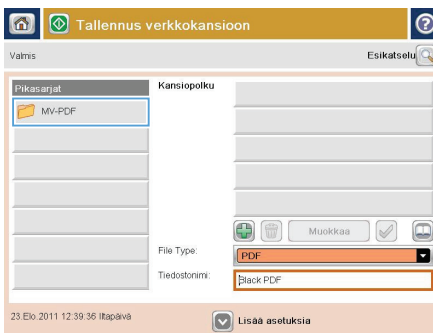 Tallennus verkkokansioon
Valmis
Esikatselu
Pikasarjat
Kansiopolku
MV-PDF
Muokkaa
File Type:
PDF
Tiedostonimi:
Black PDF
23.Elo.2011 12:39:36 Iltapäivä
Lisää asetuksia